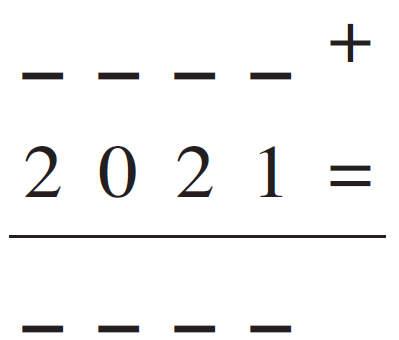 _ _ _ _ +
2 0 2 1 =
_ _ _ _